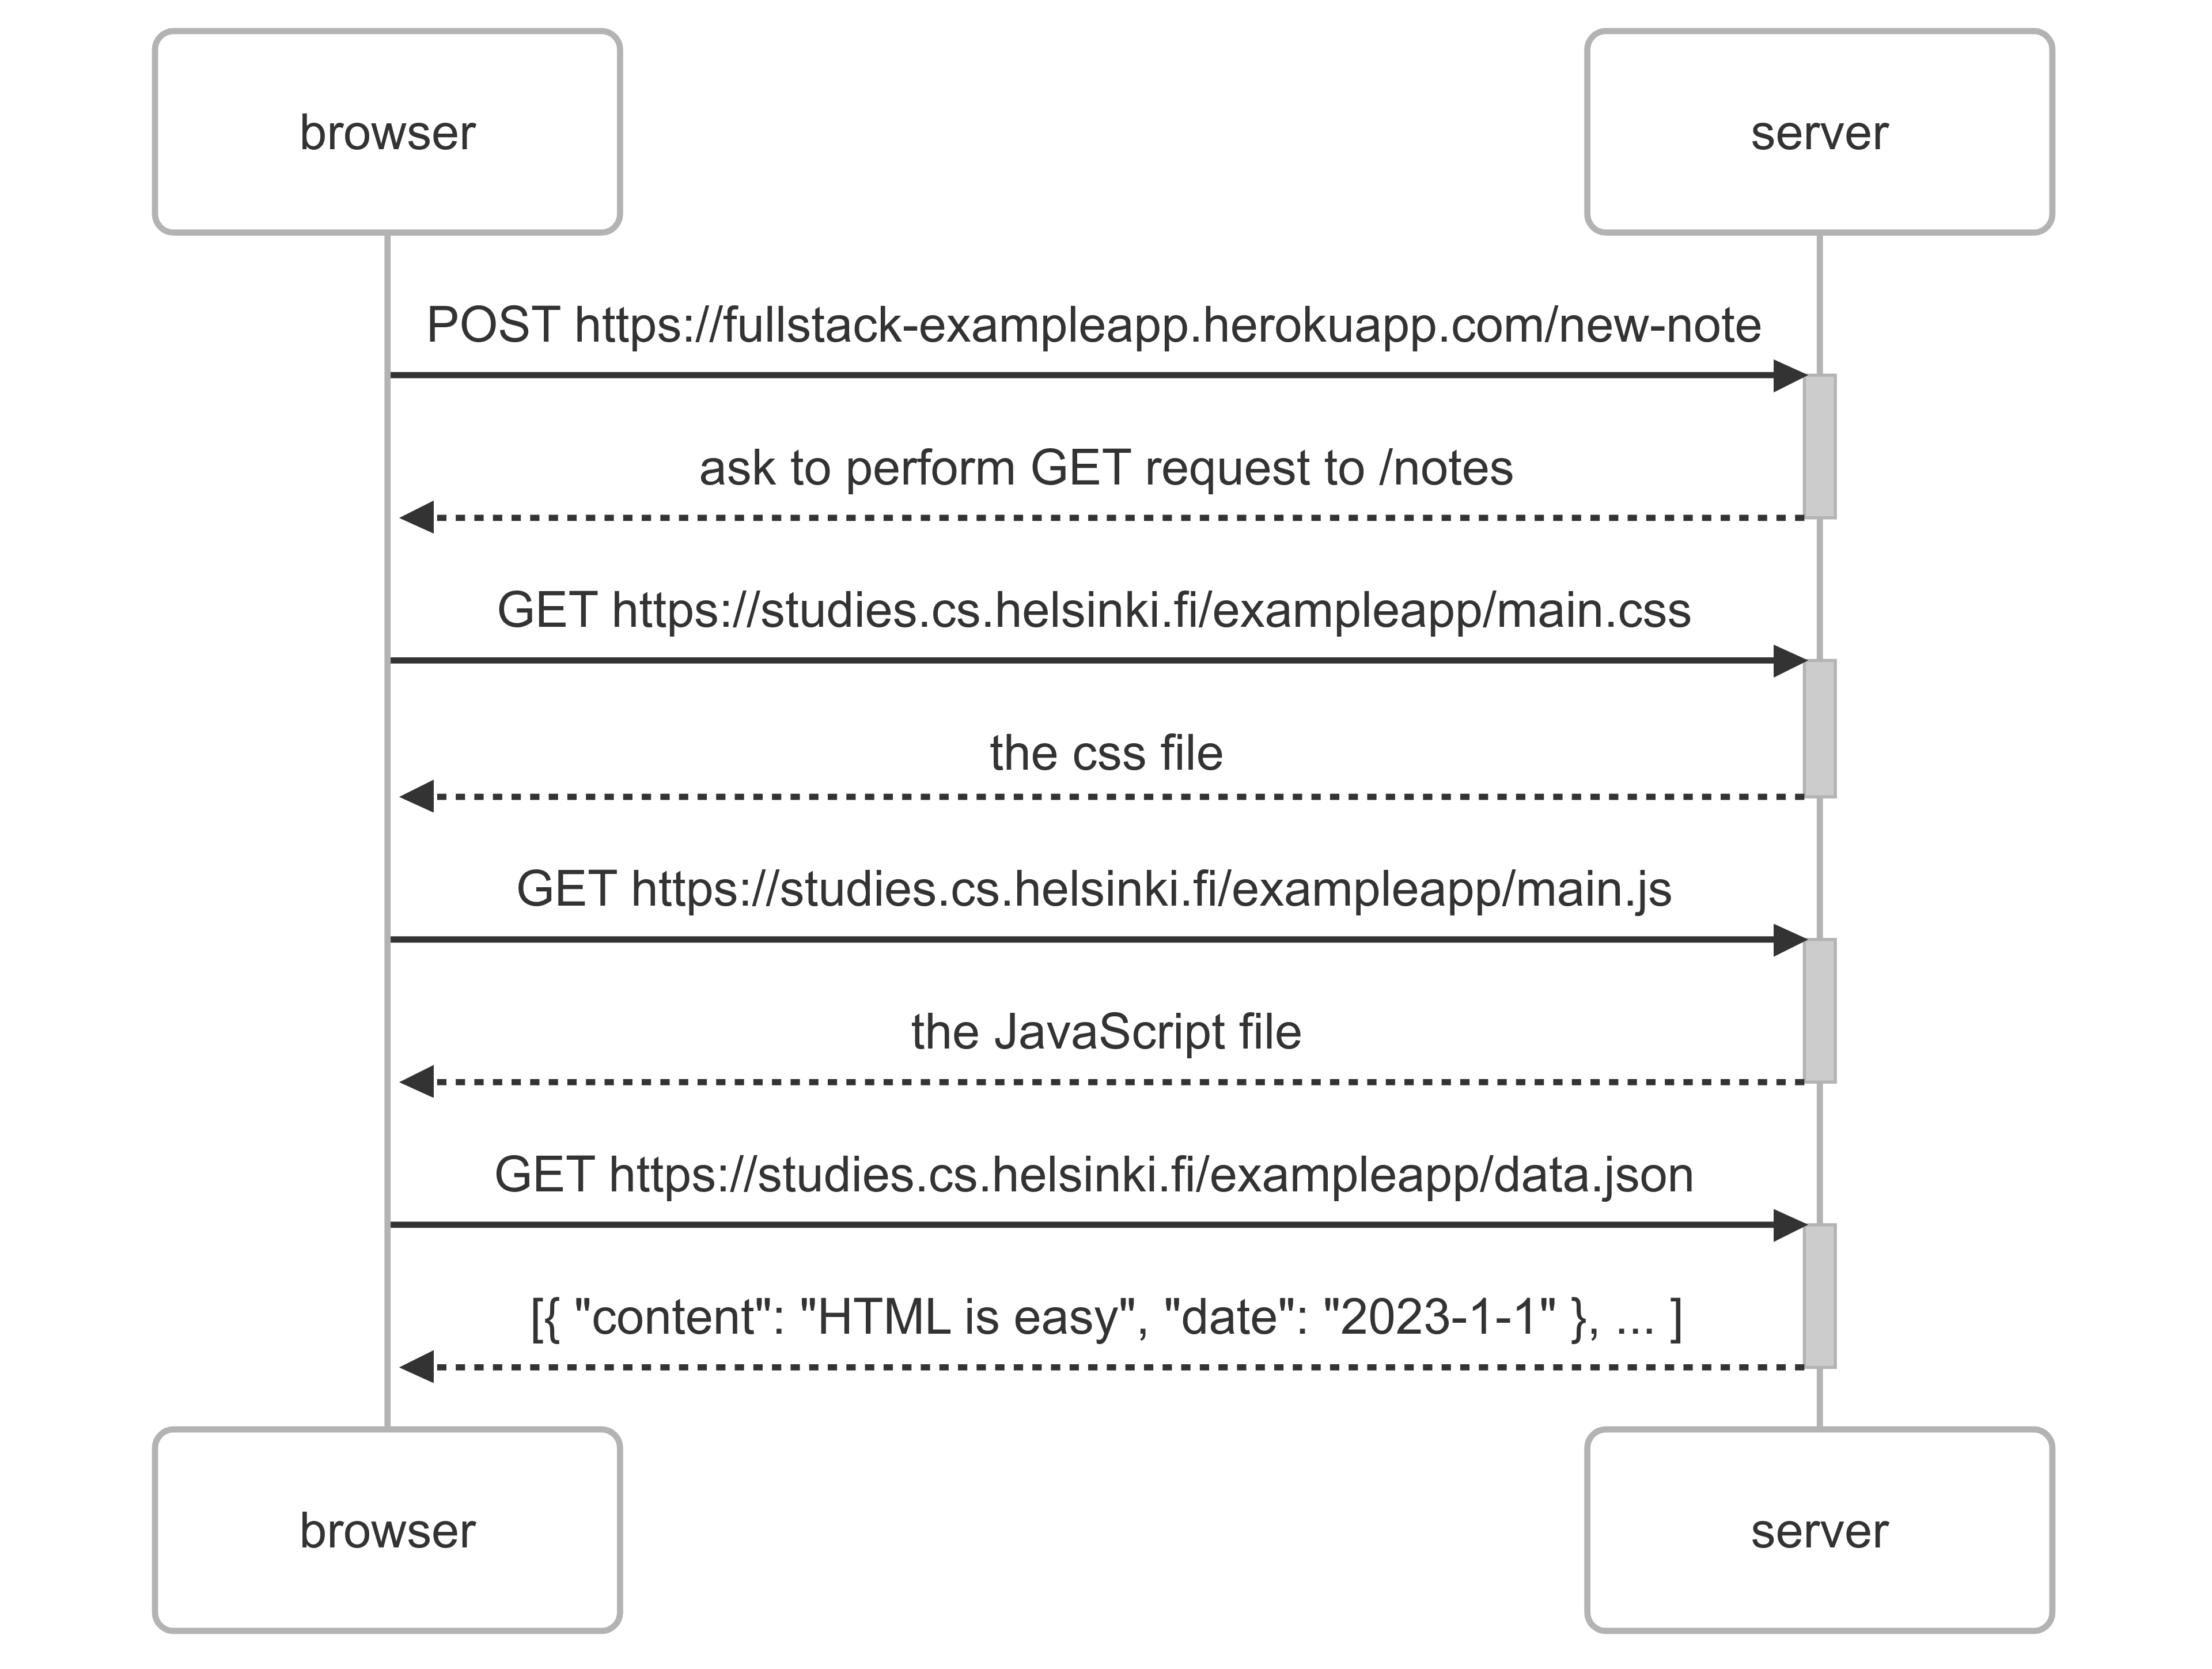 browser
server
POST https://fullstack-exampleapp.herokuapp.com/new-note
ask to perform GET request to /notes
GET https://studies.cs.helsinki.fi/exampleapp/main.css
the css file
GET https://studies.cs.helsinki.fi/exampleapp/main.js
the JavaScript file
GET https://studies.cs.helsinki.fi/exampleapp/data.json
[{ "content": "HTML is easy", "date": "2023-1-1" }, ... ]
browser
server